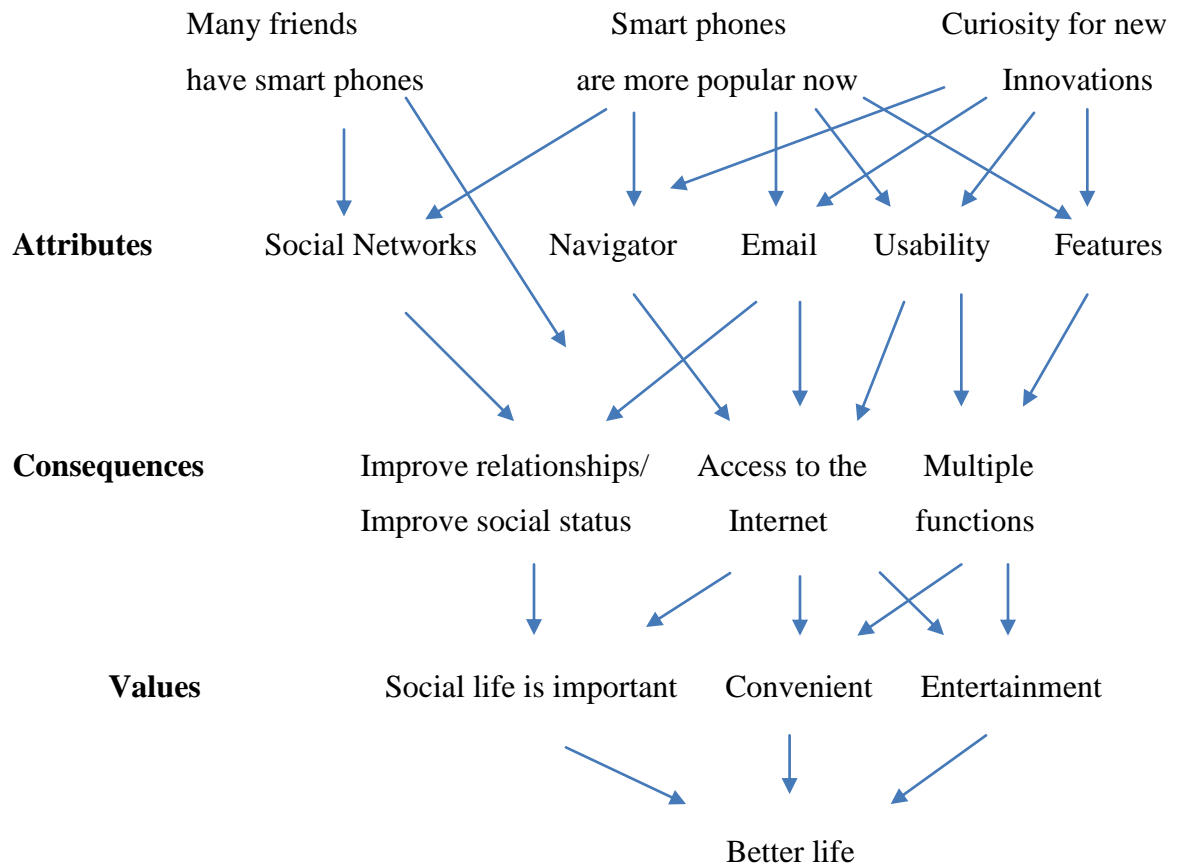 Many friends Smart phones Curiosity for new
have smart phones are more popular now Innovations
Attributes Social Networks Navigator Email Usability Features
Consequences Improve relationships/ Access to the Multiple
Improve social status Internet functions
Values Social life is important Convenient Entertainment
Better life